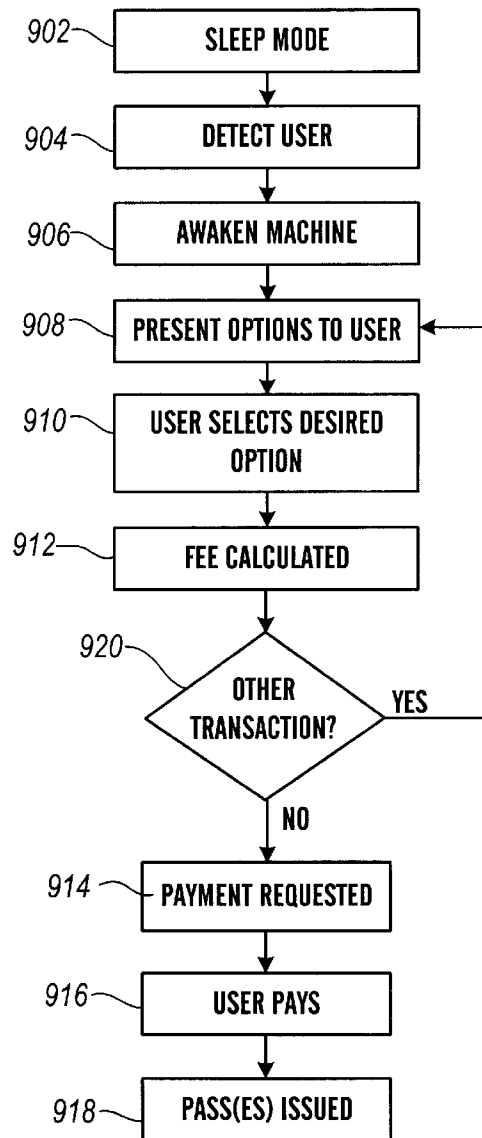 902
SLEEP MODE
904
DETECT USER
906
AWAKEN MACHINE
908
PRESENT OPTIONS TO USER
910
USER SELECTS DESIRED
OPTION
912
FEE CALCULATED
920
OTHER
TRANSACTION?
YES
NO
914
PAYMENT REQUESTED
916
USER PAYS
918
PASS(ES) ISSUED